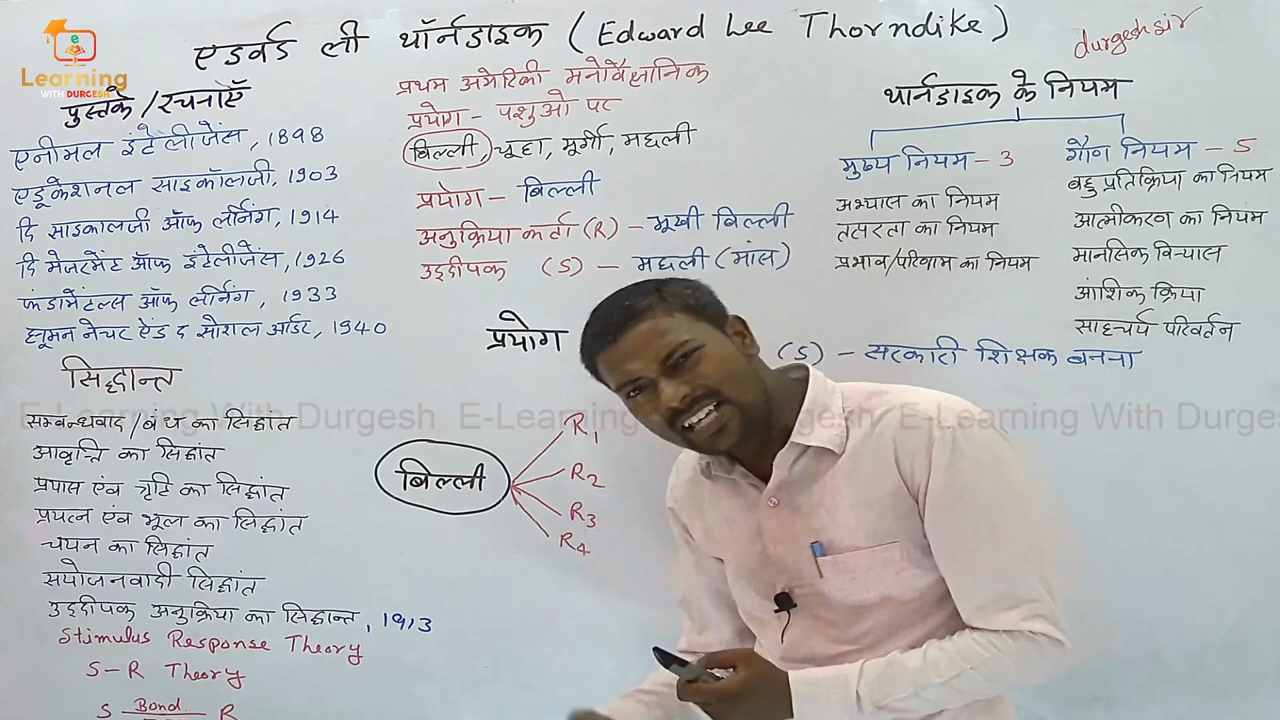 एडवर्ड ली थॉर्नडाइक (Edward Lee Thorndike)
durgesh sir
e
Learning
WITH DURGESH
पुस्तकें/रचनाएँ
एनीमल इंटेलीजेंस, 1898
एडूकेशनल साइकॉलजी, 1903
दि साइकालजी ऑफ लर्निंग, 1914
दि मेजरमेंट ऑफ इंटेलीजेंस, 1926
फंडामेंटल्स ऑफ लर्निंग, 1933
ह्यूमन नेचर ऐंड द सोशल आर्डर, 1940
सिद्धान्त
सम्बन्धवाद/बंध का सिद्धांत
आवृत्ति का सिद्धांत
प्रयास एंव त्रुटि का सिद्धांत
प्रयत्न एंव भूल का सिद्धांत
चयन का सिद्धांत
सयोजनवादी सिद्धांत
उद्दीपक अनुक्रिया का सिद्धान्त, 1913
Stimulus Response Theory
S-R Theory
S Bond R
प्रथम अमेरिकी मनोवैज्ञानिक
प्रयोग - पशुओ पर
बिल्ली, चूहा, मुर्गी, मछली
प्रयोग - बिल्ली
अनुक्रिया कर्ता (R) - भूखी बिल्ली
उद्दीपक (S) - मछली (मांस)
प्रयोग
(S) - सरकारी शिक्षक बनना
बिल्ली
R1
R2
R3
R4
थार्नडाइक के नियम
मुख्य नियम - 3
अभ्यास का नियम
तत्परता का नियम
प्रभाव/परिणाम का नियम
गौण नियम - 5
बहु प्रतिक्रिया का नियम
आत्मीकरण का नियम
मानसिक विन्यास
आंशिक क्रिया
साहचर्य परिवर्तन
E-Learning With Durgesh E-Learning With Durgesh E-Learning With Durgesh